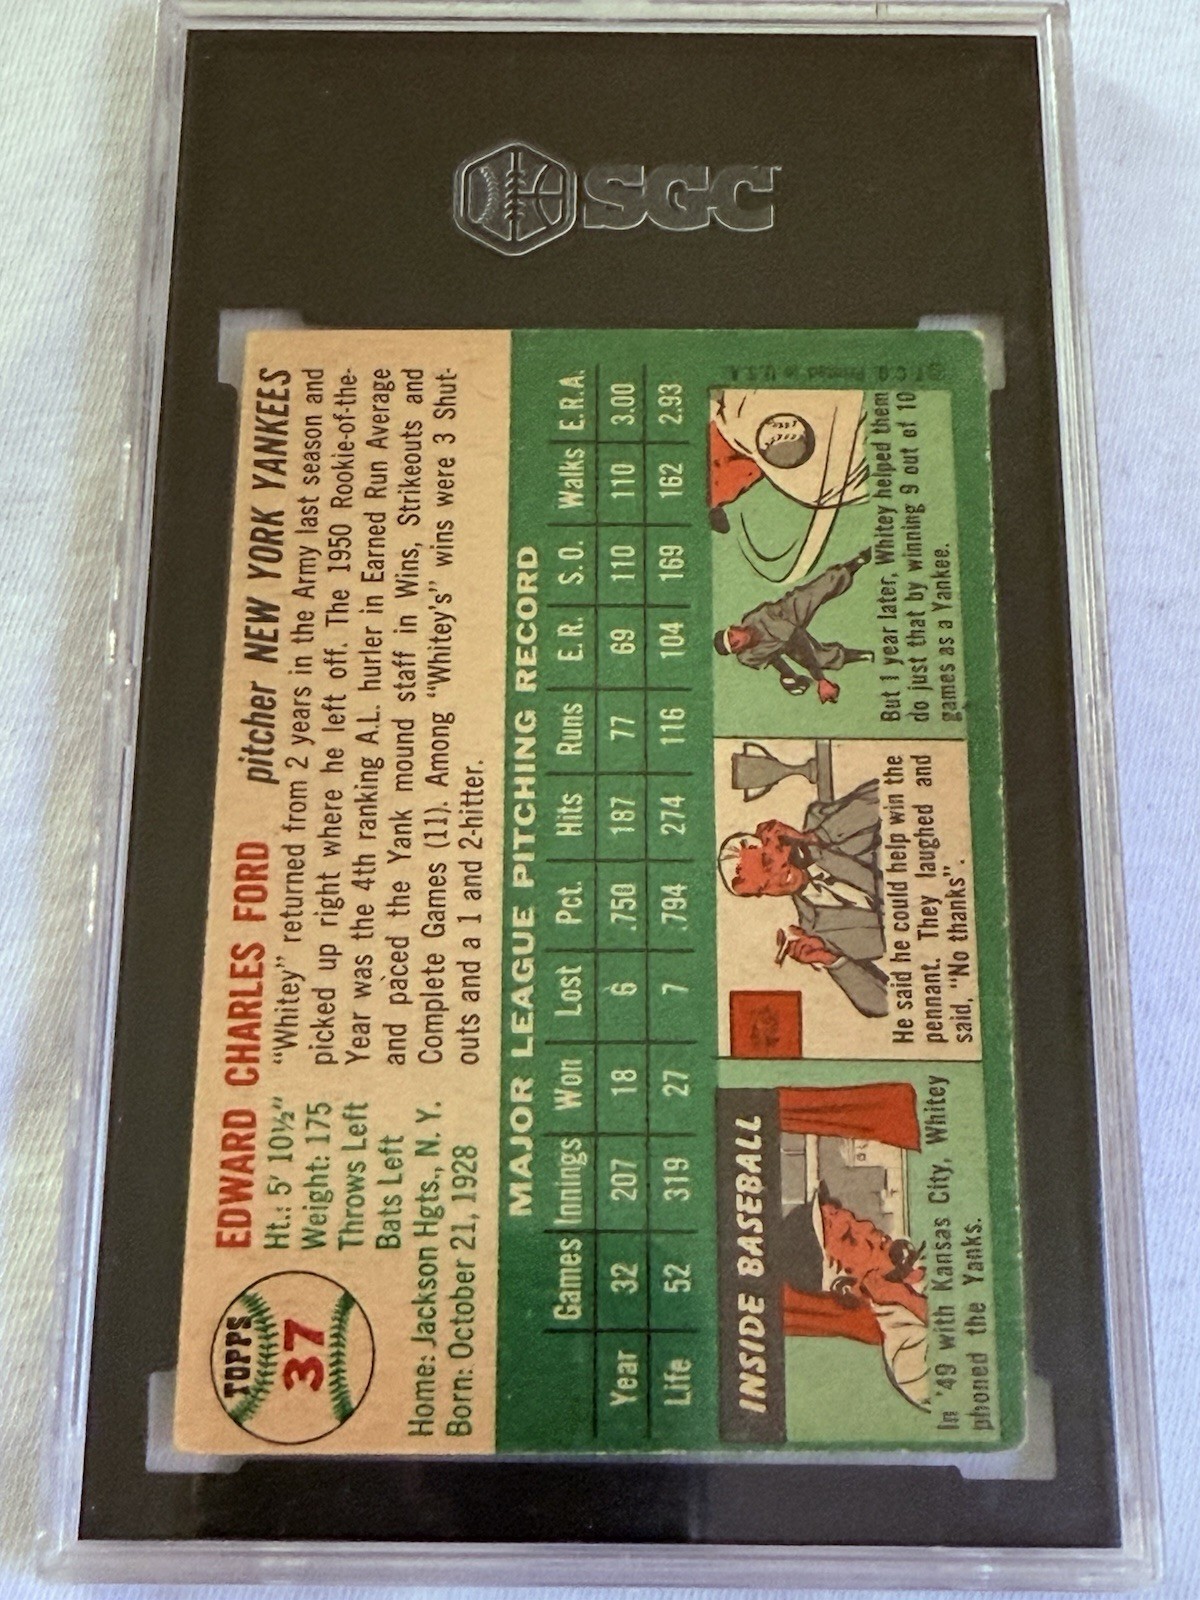 SGC
TOPPS
37
EDWARD CHARLES FORD
pitcher NEW YORK YANKEES
Ht.: 5' 10½"
Weight: 175
Throws Left
Bats Left
Home: Jackson Hgts., N. Y.
Born: October 21, 1928
"Whitey" returned from 2 years in the Army last season and
picked up right where he left off. The 1950 Rookie-of-the-
Year was the 4th ranking A.L. hurler in Earned Run Average
and paced the Yank mound staff in Wins, Strikeouts and
Complete Games (11). Among "Whitey's" wins were 3 Shut-
outs and a 1 and 2-hitter.
MAJOR LEAGUE PITCHING RECORD
Games Innings Won Lost Pct. Hits Runs E.R. S.O. Walks E.R.A.
Year 32 207 18 6 .750 187 77 69 110 110 3.00
Life 52 319 27 7 .794 274 116 104 169 162 2.93
INSIDE BASEBALL
In '49 with Kansas City, Whitey
phoned the Yanks.
He said he could help win the
pennant. They laughed and
said, "No thanks".
But 1 year later, Whitey helped them
do just that by winning 9 out of 10
games as a Yankee.
T.C.G. Printed in U.S.A.